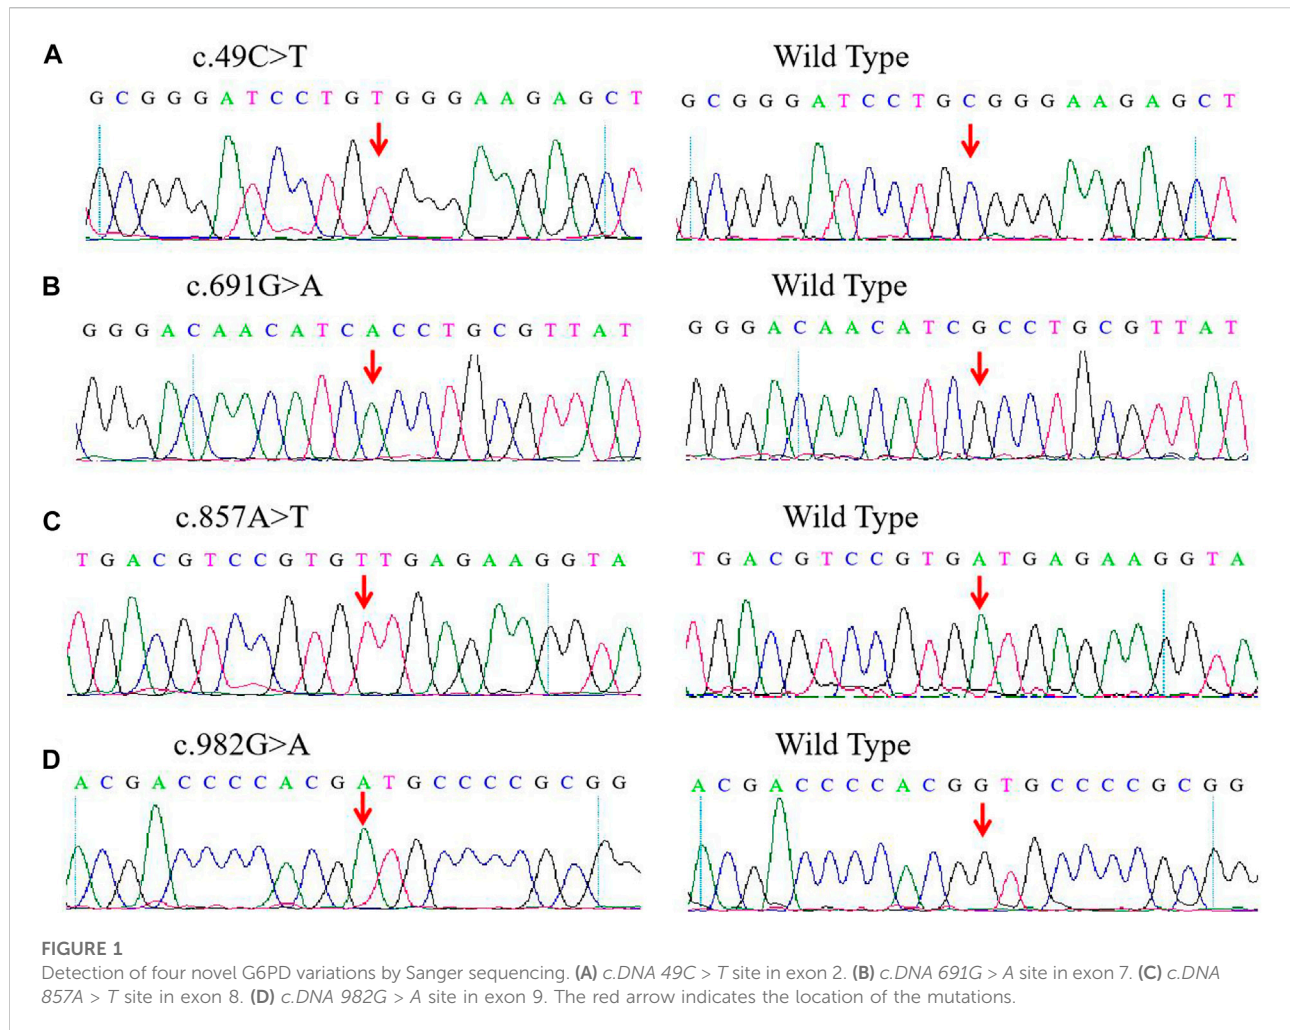 A
c.49C>T
Wild Type
G C G G G A T C C T G T G G G A A G A G C T
G C G G G A T C C T G C G G G A A G A G C T
B
c.691G>A
Wild Type
G G G A C A A C A T C A C C T G C G T T A T
G G G A C A A C A T C G C C T G C G T T A T
C
c.857A>T
Wild Type
T G A C G T C C G T G T T G A G A A G G T A
T G A C G T C C G T G A T G A G A A G G T A
D
c.982G>A
Wild Type
A C G A C C C C A C G A T G C C C C G C G G
A C G A C C C C A C G G T G C C C C G C G G
FIGURE 1
Detection of four novel G6PD variations by Sanger sequencing. (A) c.DNA 49C > T site in exon 2. (B) c.DNA 691G > A site in exon 7. (C) c.DNA
857A > T site in exon 8. (D) c.DNA 982G > A site in exon 9. The red arrow indicates the location of the mutations.